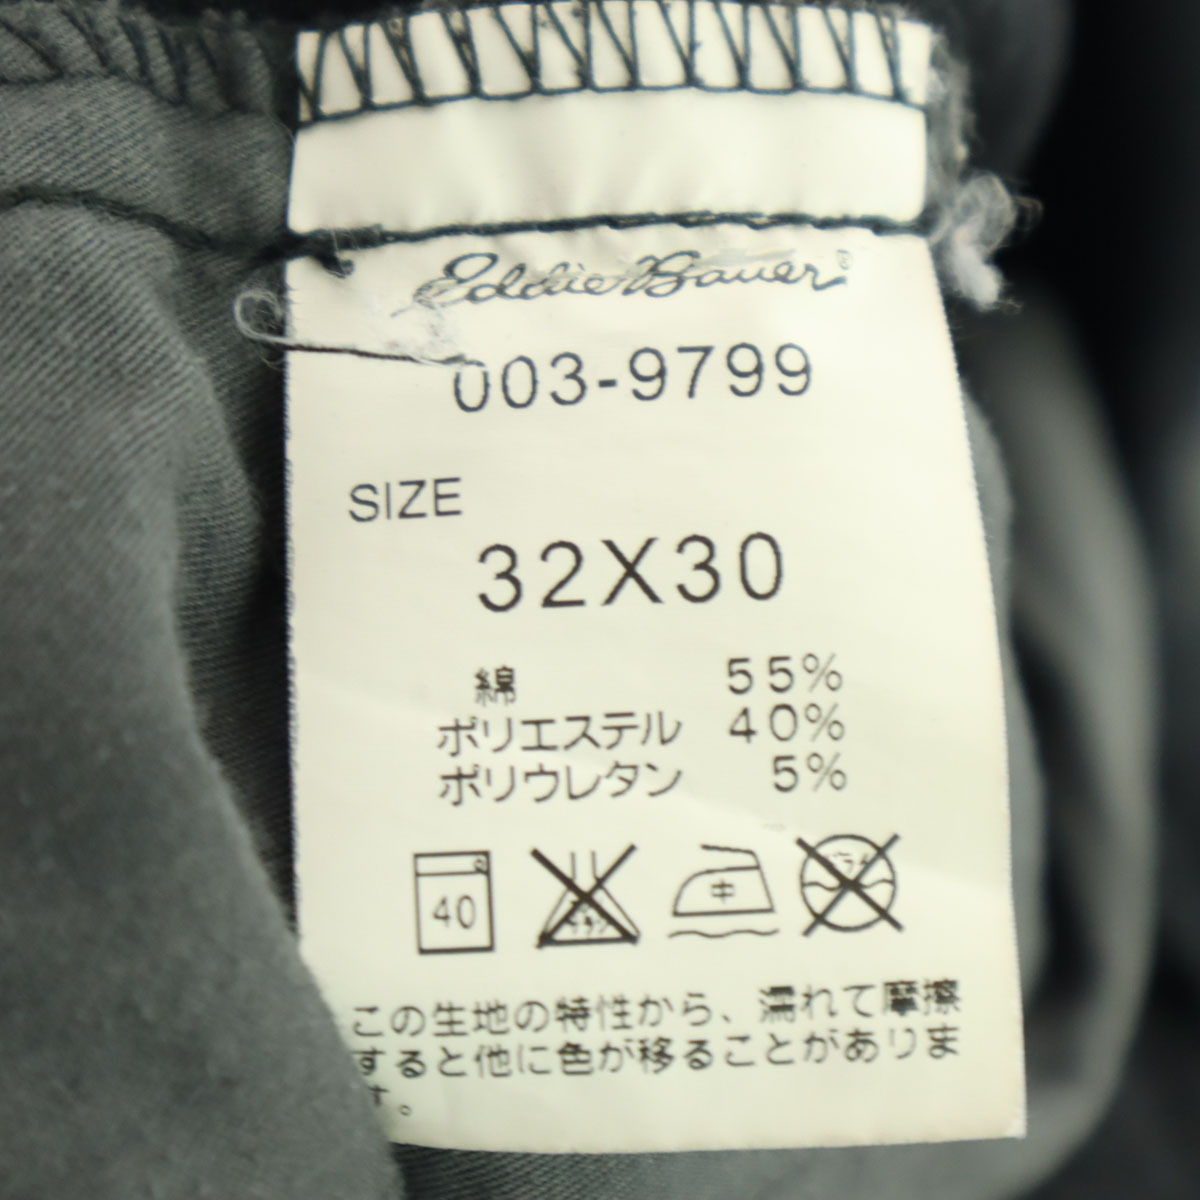 Eddie Bauer
003-9799
SIZE
32X30
綿 55%
ポリエステル 40%
ポリウレタン 5%
40
中
この生地の特性から、濡れて摩擦
すると他に色が移ることがありま
す。